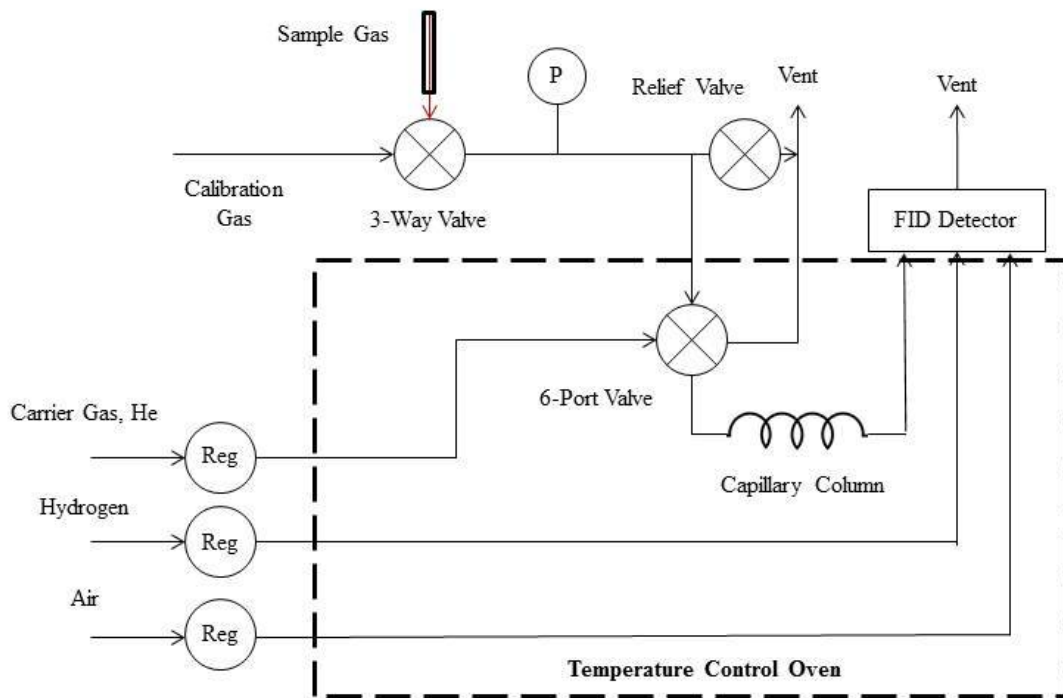 Sample Gas
P
Relief Valve
Vent
Vent
Calibration
Gas
3-Way Valve
FID Detector
6-Port Valve
Carrier Gas, He
Reg
Capillary Column
Hydrogen
Reg
Air
Reg
Temperature Control Oven